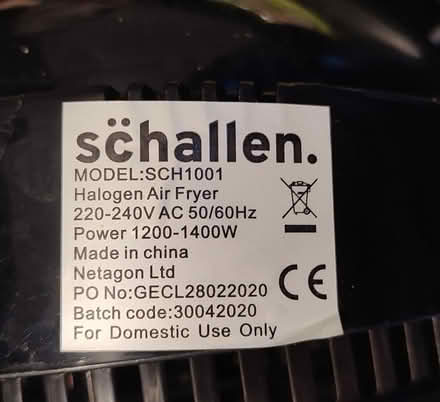 sċhallen.
MODEL:SCH1001
Halogen Air Fryer
220-240V AC 50/60Hz
Power 1200-1400W
Made in china
Netagon Ltd
PO No:GECL28022020
Batch code:30042020
For Domestic Use Only
CE